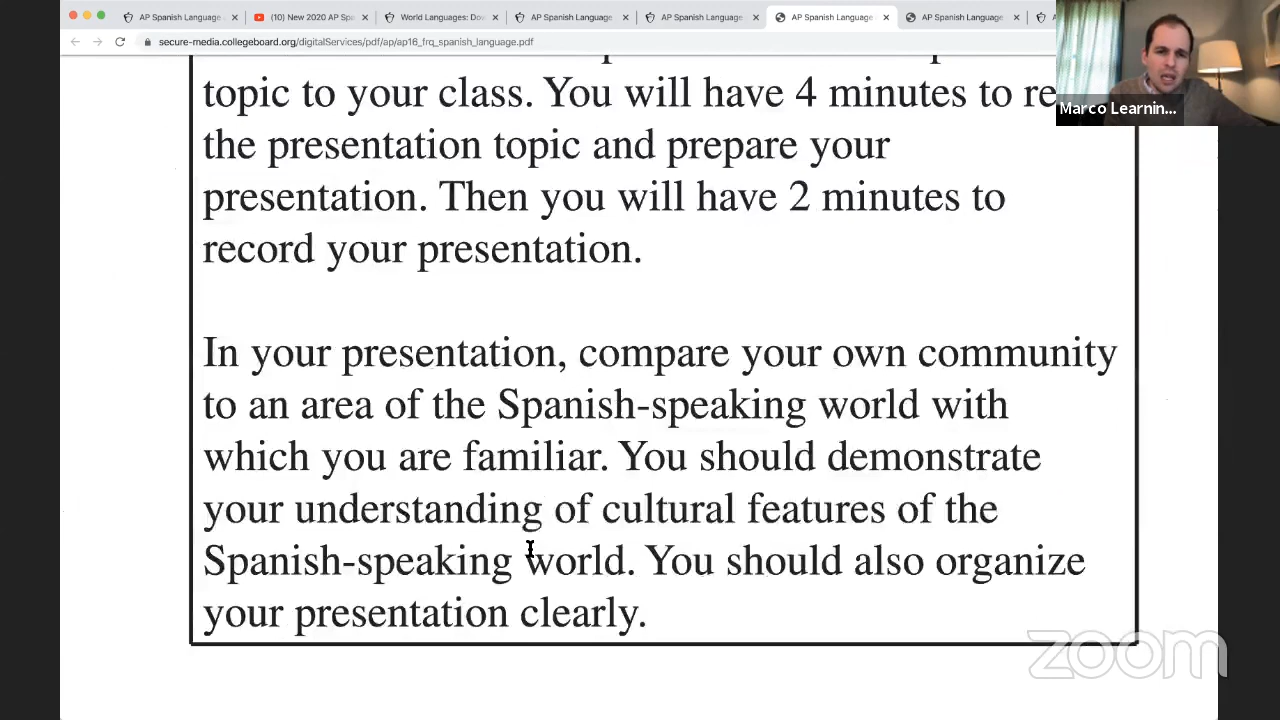 AP Spanish Language
(10) New 2020 AP Spa
World Languages: Dou
AP Spanish Language
AP Spanish Language
AP Spanish Language
AP Spanish Language
secure-media.collegeboard.org/digitalServices/pdf/ap/ap16_frq_spanish_language.pdf
Marco Learnin...
topic to your class. You will have 4 minutes to re
the presentation topic and prepare your
presentation. Then you will have 2 minutes to
record your presentation.
In your presentation, compare your own community
to an area of the Spanish-speaking world with
which you are familiar. You should demonstrate
your understanding of cultural features of the
Spanish-speaking world. You should also organize
your presentation clearly.
zoom